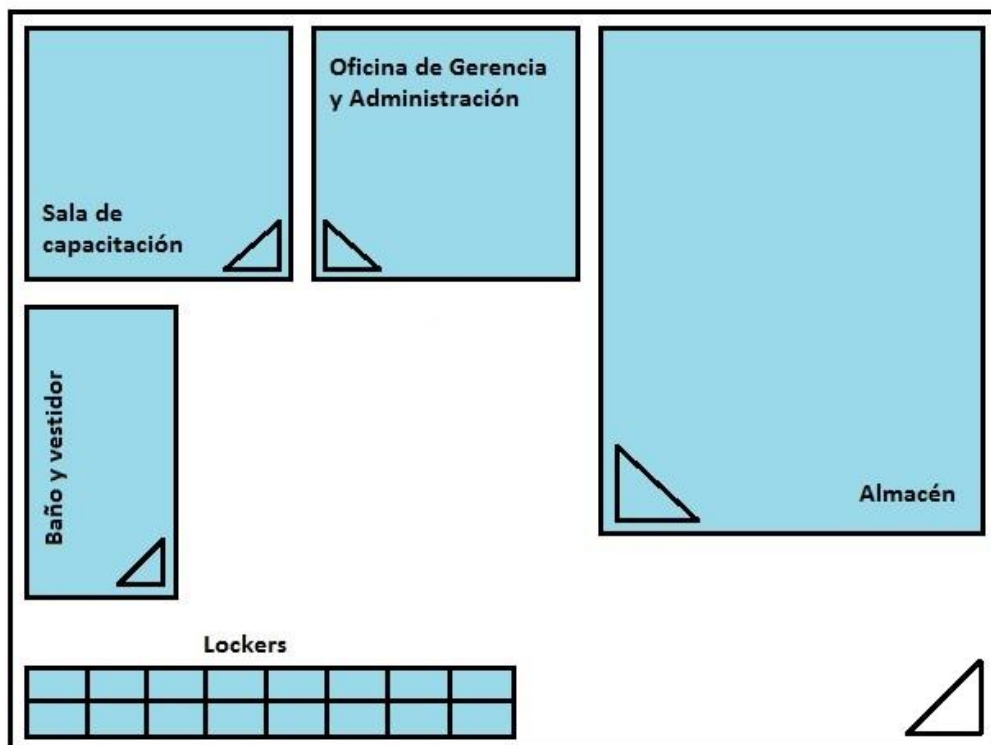 Oficina de Gerencia
y Administración
Sala de
capacitación
Baño y vestidor
Almacén
Lockers